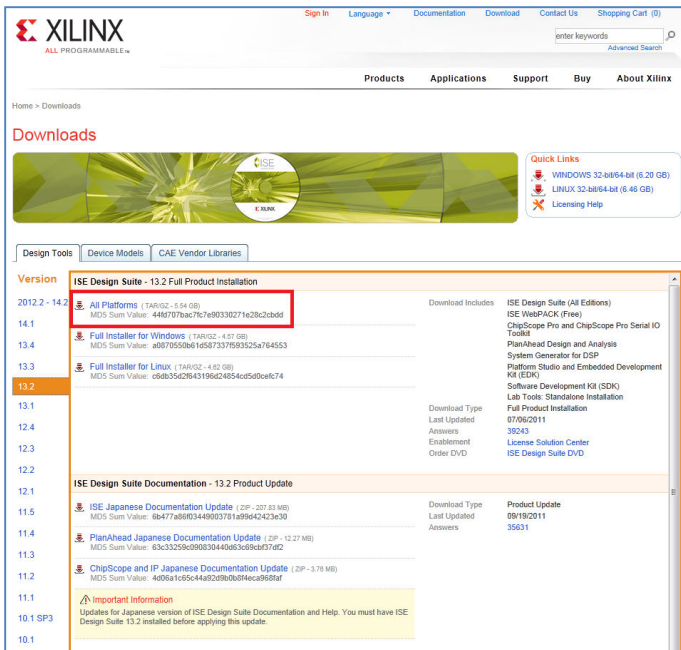 Sign In Language Documentation Download Contact Us Shopping Cart (0)
XILINX
ALL PROGRAMMABLE™
enter keywords
Advanced Search
Products Applications Support Buy About Xilinx
Home > Downloads
Downloads
ISE
XILINX
Quick Links
WINDOWS 32-bit/64-bit (6.20 GB)
LINUX 32-bit/64-bit (6.46 GB)
Licensing Help
Design Tools Device Models CAE Vendor Libraries
Version
2012.2 - 14.2
14.1
13.4
13.3
13.2
13.1
12.4
12.3
12.2
12.1
11.5
11.4
11.3
11.2
11.1
10.1 SP3
10.1
ISE Design Suite - 13.2 Full Product Installation
All Platforms (TAR/GZ - 5.54 GB)
MD5 Sum Value: 44fd707bac7fc7e90330271e28c2cbdd
Full Installer for Windows (TAR/GZ - 4.57 GB)
MD5 Sum Value: a0870550b61d587337f593525a764553
Full Installer for Linux (TAR/GZ - 4.62 GB)
MD5 Sum Value: c6db35d2f643196d24854cd5d0cefc74
Download Includes ISE Design Suite (All Editions)
ISE WebPACK (Free)
ChipScope Pro and ChipScope Pro Serial IO
Toolkit
PlanAhead Design and Analysis
System Generator for DSP
Platform Studio and Embedded Development
Kit (EDK)
Software Development Kit (SDK)
Lab Tools: Standalone Installation
Download Type Full Product Installation
Last Updated 07/06/2011
Answers 39243
Enablement License Solution Center
Order DVD ISE Design Suite DVD
ISE Design Suite Documentation - 13.2 Product Update
ISE Japanese Documentation Update (ZIP - 207.83 MB)
MD5 Sum Value: 6b477a86f03449003781a99d42423e30
PlanAhead Japanese Documentation Update (ZIP - 12.27 MB)
MD5 Sum Value: 63c33259c090830440d63c69cbf37df2
ChipScope and IP Japanese Documentation Update (ZIP - 3.76 MB)
MD5 Sum Value: 4d06a1c65c44a92d9b0b8f4eca968faf
Download Type Product Update
Last Updated 09/19/2011
Answers 35631
Important Information
Updates for Japanese version of ISE Design Suite Documentation and Help. You must have ISE
Design Suite 13.2 installed before applying this update.